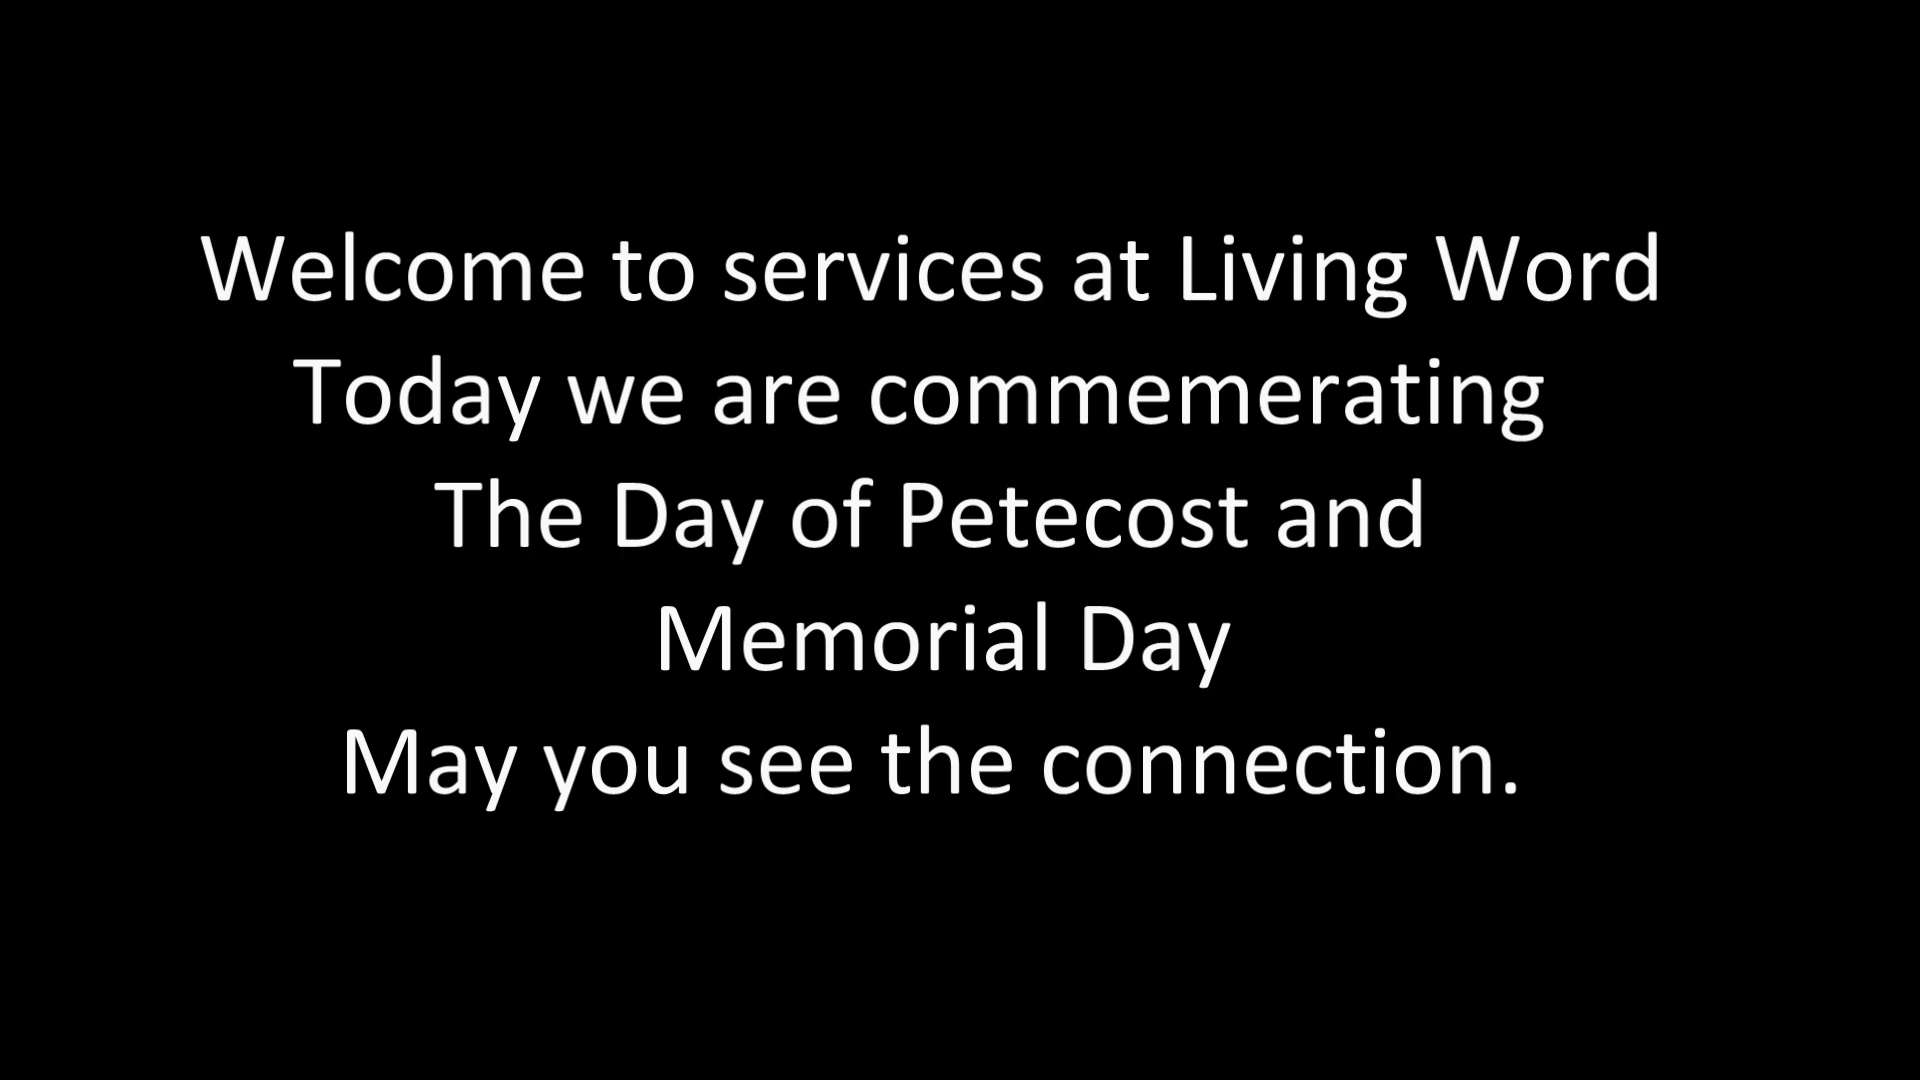 Welcome to services at Living Word
Today we are commemerating
The Day of Petecost and
Memorial Day
May you see the connection.